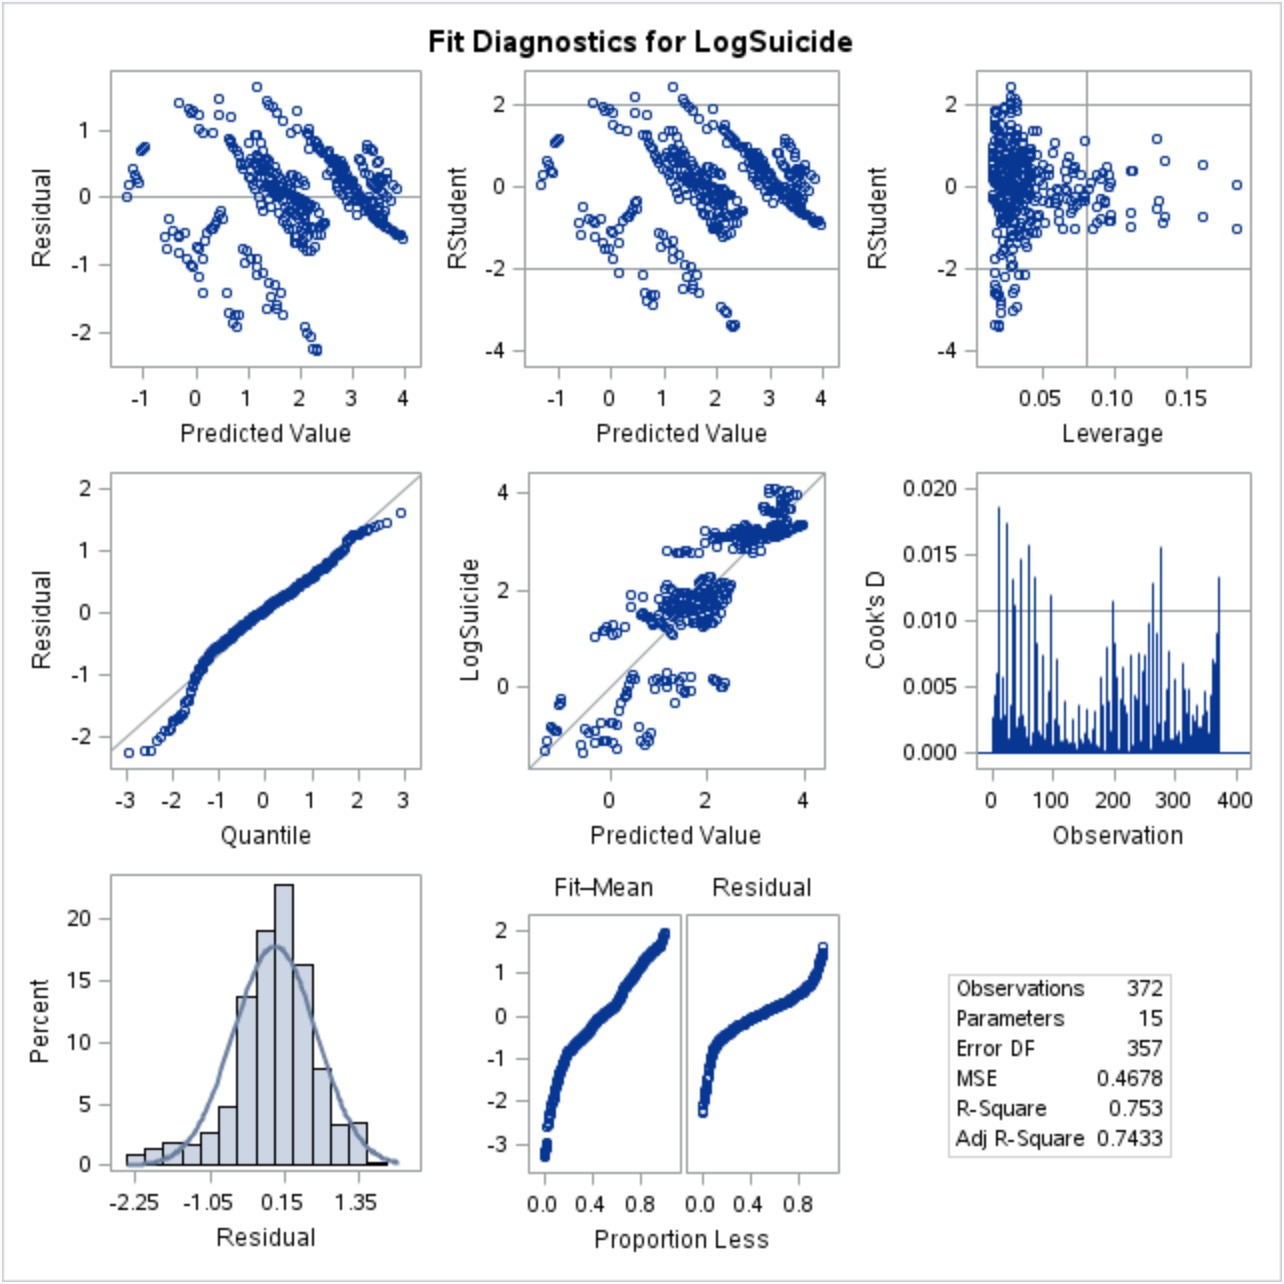 Fit Diagnostics for LogSuicide
Residual
1
0
-1
-2
-1 0 1 2 3 4
Predicted Value
RStudent
2
0
-2
-4
-1 0 1 2 3 4
Predicted Value
RStudent
2
0
-2
-4
0.05 0.10 0.15
Leverage
Residual
2
1
0
-1
-2
-3 -2 -1 0 1 2 3
Quantile
LogSuicide
4
2
0
0 2 4
Predicted Value
Cook's D
0.020
0.015
0.010
0.005
0.000
0 100 200 300 400
Observation
Percent
20
15
10
5
0
-2.25 -1.05 0.15 1.35
Residual
Fit–Mean Residual
2
1
0
-1
-2
-3
0.0 0.4 0.8 0.0 0.4 0.8
Proportion Less
Observations 372
Parameters 15
Error DF 357
MSE 0.4678
R-Square 0.753
Adj R-Square 0.7433